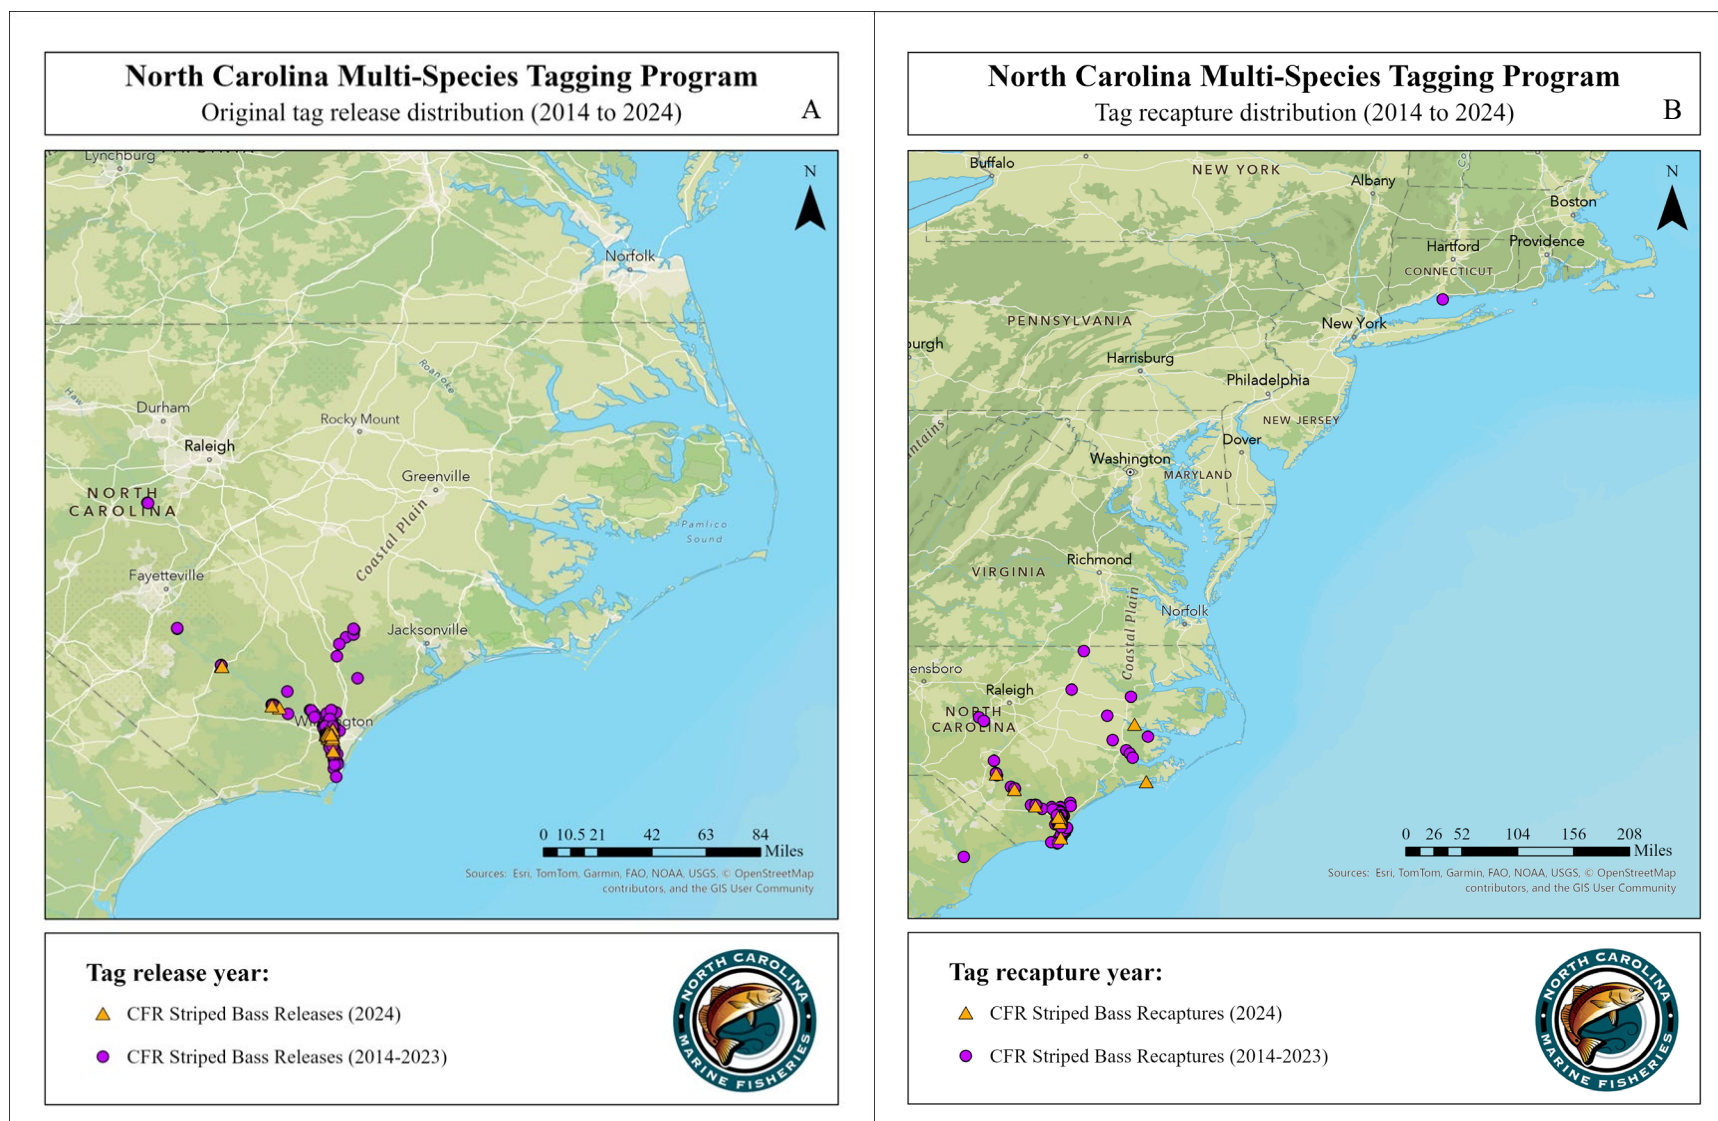 North Carolina Multi-Species Tagging Program
Original tag release distribution (2014 to 2024)
A
Lynchburg
VIRGINIA
N
Norfolk
Roanoke
Haw
Durham
Rocky Mount
Raleigh
Greenville
NORTH
CAROLINA
Coastal Plain
Pamlico
Sound
Fayetteville
Jacksonville
0 10.5 21 42 63 84
Miles
Sources: Esri, TomTom, Garmin, FAO, NOAA, USGS, © OpenStreetMap
contributors, and the GIS User Community
Tag release year:
CFR Striped Bass Releases (2024)
CFR Striped Bass Releases (2014-2023)
NORTH CAROLINA
MARINE FISHERIES
North Carolina Multi-Species Tagging Program
Tag recapture distribution (2014 to 2024)
B
Buffalo
NEW YORK
Albany
N
Boston
Hartford
Providence
CONNECTICUT
PENNSYLVANIA
New York
burgh
Harrisburg
Philadelphia
NEW JERSEY
Dover
ntains
Washington
MARYLAND
Richmond
VIRGINIA
Coastal Plain
Norfolk
ensboro
Raleigh
NORTH
CAROLINA
0 26 52 104 156 208
Miles
Sources: Esri, TomTom, Garmin, FAO, NOAA, USGS, © OpenStreetMap
contributors, and the GIS User Community
Tag recapture year:
CFR Striped Bass Recaptures (2024)
CFR Striped Bass Recaptures (2014-2023)
NORTH CAROLINA
MARINE FISHERIES